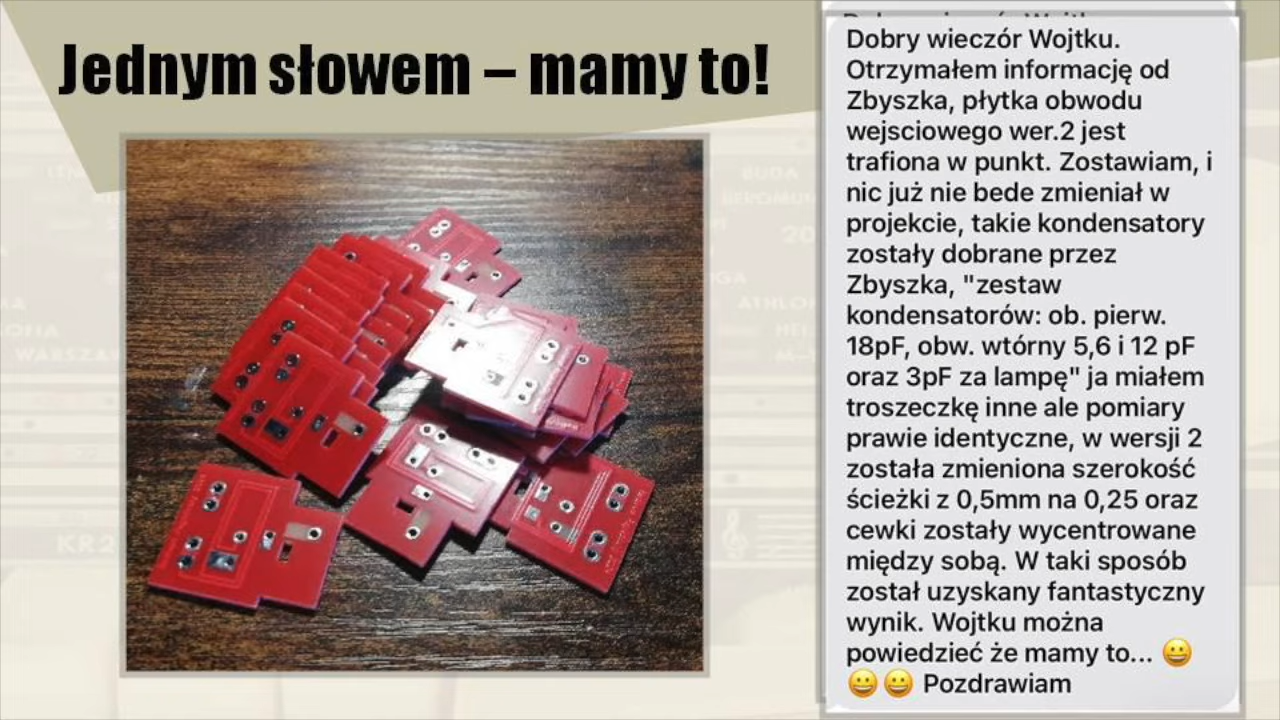 Jednym słowem – mamy to!
Dobry wieczór Wojtku.
Otrzymałem informację od
Zbyszka, płytka obwodu
wejsciowego wer.2 jest
trafiona w punkt. Zostawiam, i
nic już nie bede zmieniał w
projekcie, takie kondensatory
zostały dobrane przez
Zbyszka, "zestaw
kondensatorów: ob. pierw.
18pF, obw. wtórny 5,6 i 12 pF
oraz 3pF za lampę" ja miałem
troszeczkę inne ale pomiary
prawie identyczne, w wersji 2
została zmieniona szerokość
ścieżki z 0,5mm na 0,25 oraz
cewki zostały wycentrowane
między sobą. W taki sposób
został uzyskany fantastyczny
wynik. Wojtku można
powiedzieć że mamy to... 😀
😀😀 Pozdrawiam
BUDA
WARSZA
KR2